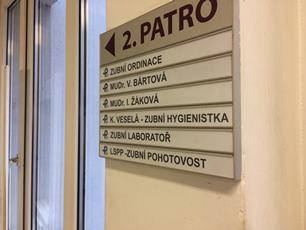 2. PATRO
ZUBNÍ ORDINACE
MUDr. V. BÁRTOVÁ
MUDr. I. ŽÁKOVÁ
K. VESELÁ - ZUBNÍ HYGIENISTKA
ZUBNÍ LABORATOŘ
LSPP -ZUBNÍ POHOTOVOST